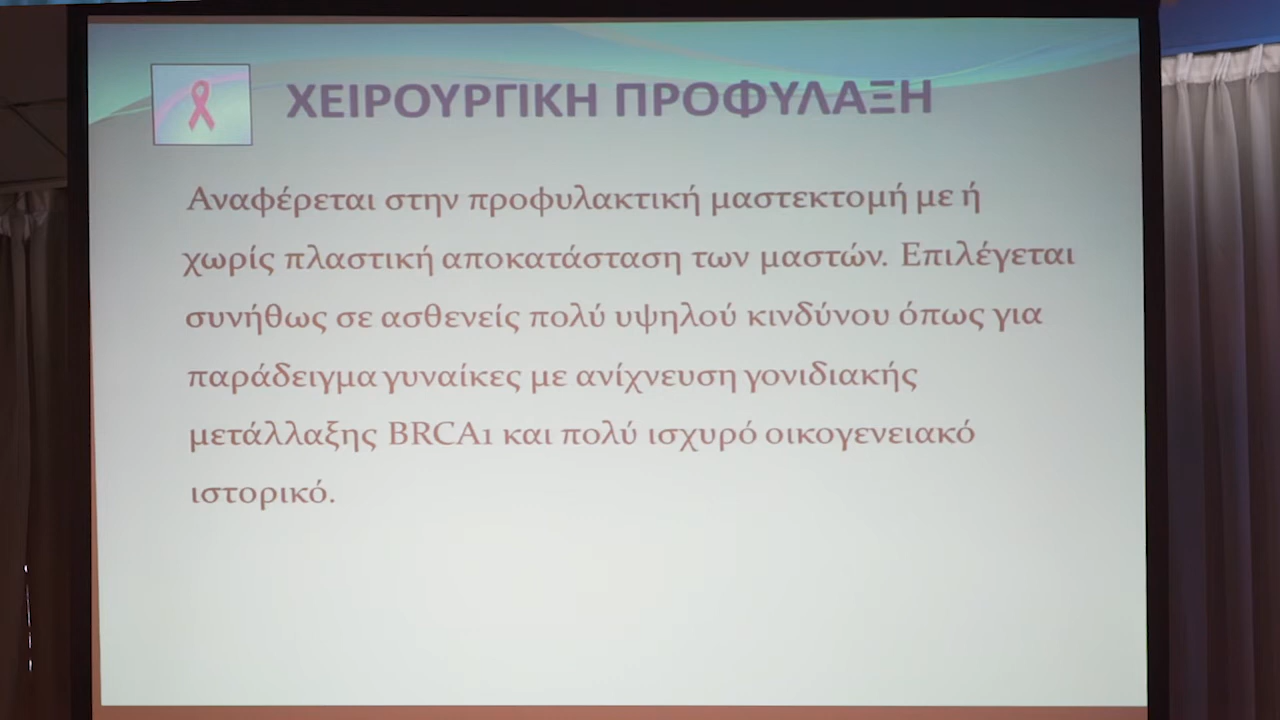 ΧΕΙΡΟΥΡΓΙΚΗ ΠΡΟΦΥΛΑΞΗ
Αναφέρεται στην προφυλακτική μαστεκτομή με ή
χωρίς πλαστική αποκατάσταση των μαστών. Επιλέγεται
συνήθως σε ασθενείς πολύ υψηλού κινδύνου όπως για
παράδειγμα γυναίκες με ανίχνευση γονιδιακής
μετάλλαξης BRCA1 και πολύ ισχυρό οικογενειακό
ιστορικό.